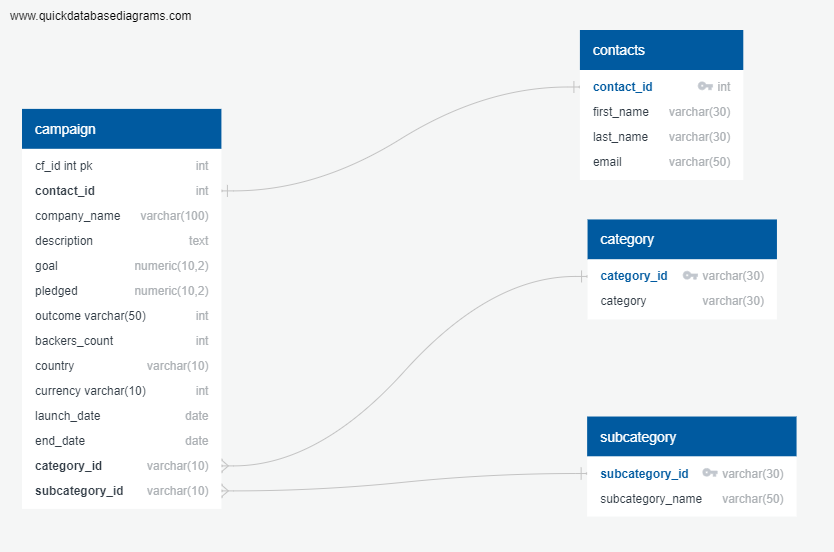 www.quickdatabasediagrams.com
campaign
cf_id int pk int
contact_id int
company_name varchar(100)
description text
goal numeric(10,2)
pledged numeric(10,2)
outcome varchar(50) int
backers_count int
country varchar(10)
currency varchar(10) int
launch_date date
end_date date
category_id varchar(10)
subcategory_id varchar(10)
contacts
contact_id int
first_name varchar(30)
last_name varchar(30)
email varchar(50)
category
category_id varchar(30)
category varchar(30)
subcategory
subcategory_id varchar(30)
subcategory_name varchar(50)